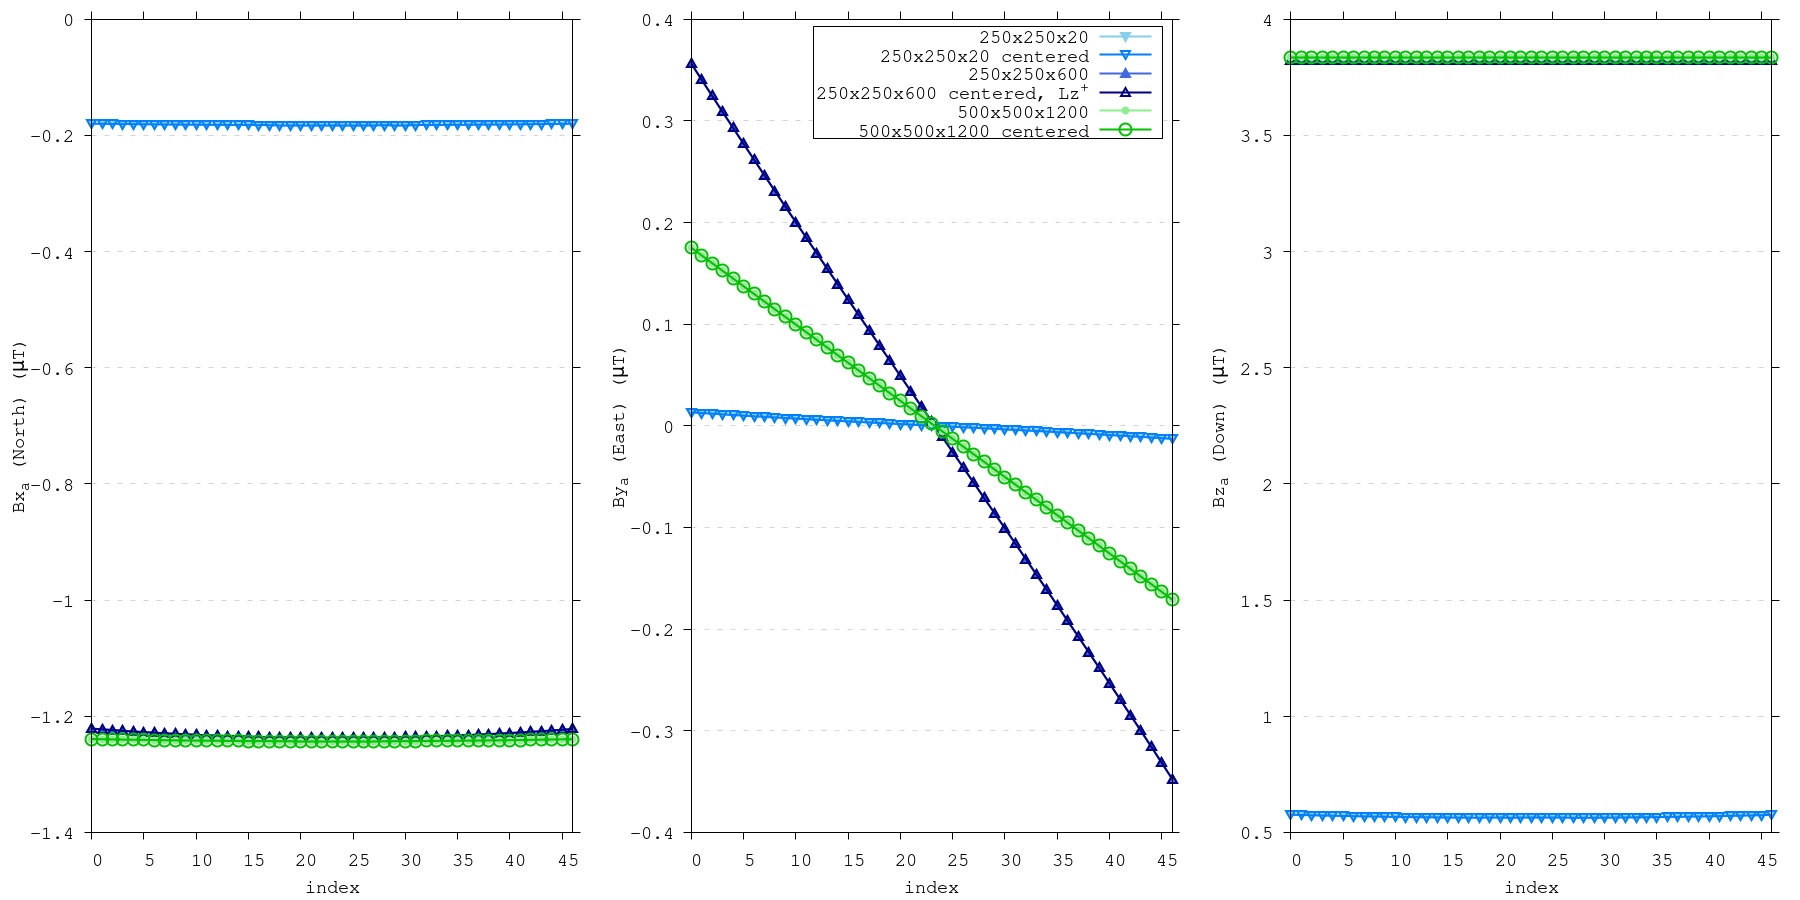 Bx_a (North) (µT)
0
−0.2
−0.4
−0.6
−0.8
−1
−1.2
−1.4
0 5 10 15 20 25 30 35 40 45
index
By_a (East) (µT)
0.4
0.3
0.2
0.1
0
−0.1
−0.2
−0.3
−0.4
250x250x20
250x250x20 centered
250x250x600
250x250x600 centered, Lz⁺
500x500x1200
500x500x1200 centered
0 5 10 15 20 25 30 35 40 45
index
Bz_a (Down) (µT)
4
3.5
3
2.5
2
1.5
1
0.5
0 5 10 15 20 25 30 35 40 45
index